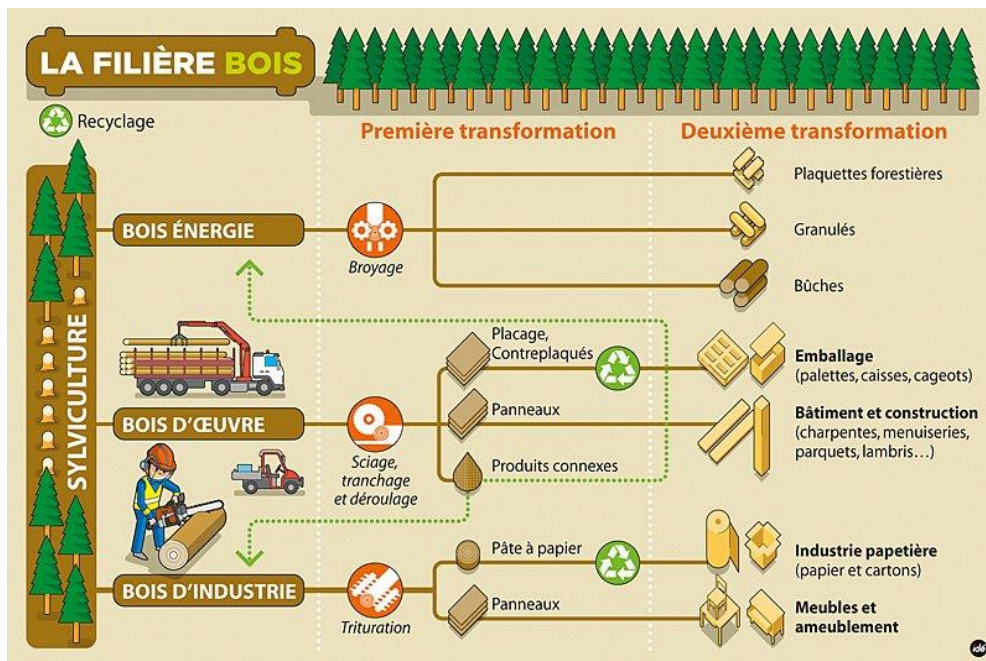 LA FILIÈRE BOIS
Recyclage
Première transformation
Deuxième transformation
SYLVICULTURE
BOIS ÉNERGIE
Broyage
Plaquettes forestières
Granulés
Bûches
BOIS D'ŒUVRE
Sciage,
tranchage
et déroulage
Placage,
Contreplaqués
Panneaux
Produits connexes
Emballage
(palettes, caisses, cageots)
Bâtiment et construction
(charpentes, menuiseries,
parquets, lambris...)
BOIS D'INDUSTRIE
Trituration
Pâte à papier
Panneaux
Industrie papetière
(papier et cartons)
Meubles et
ameublement
idé